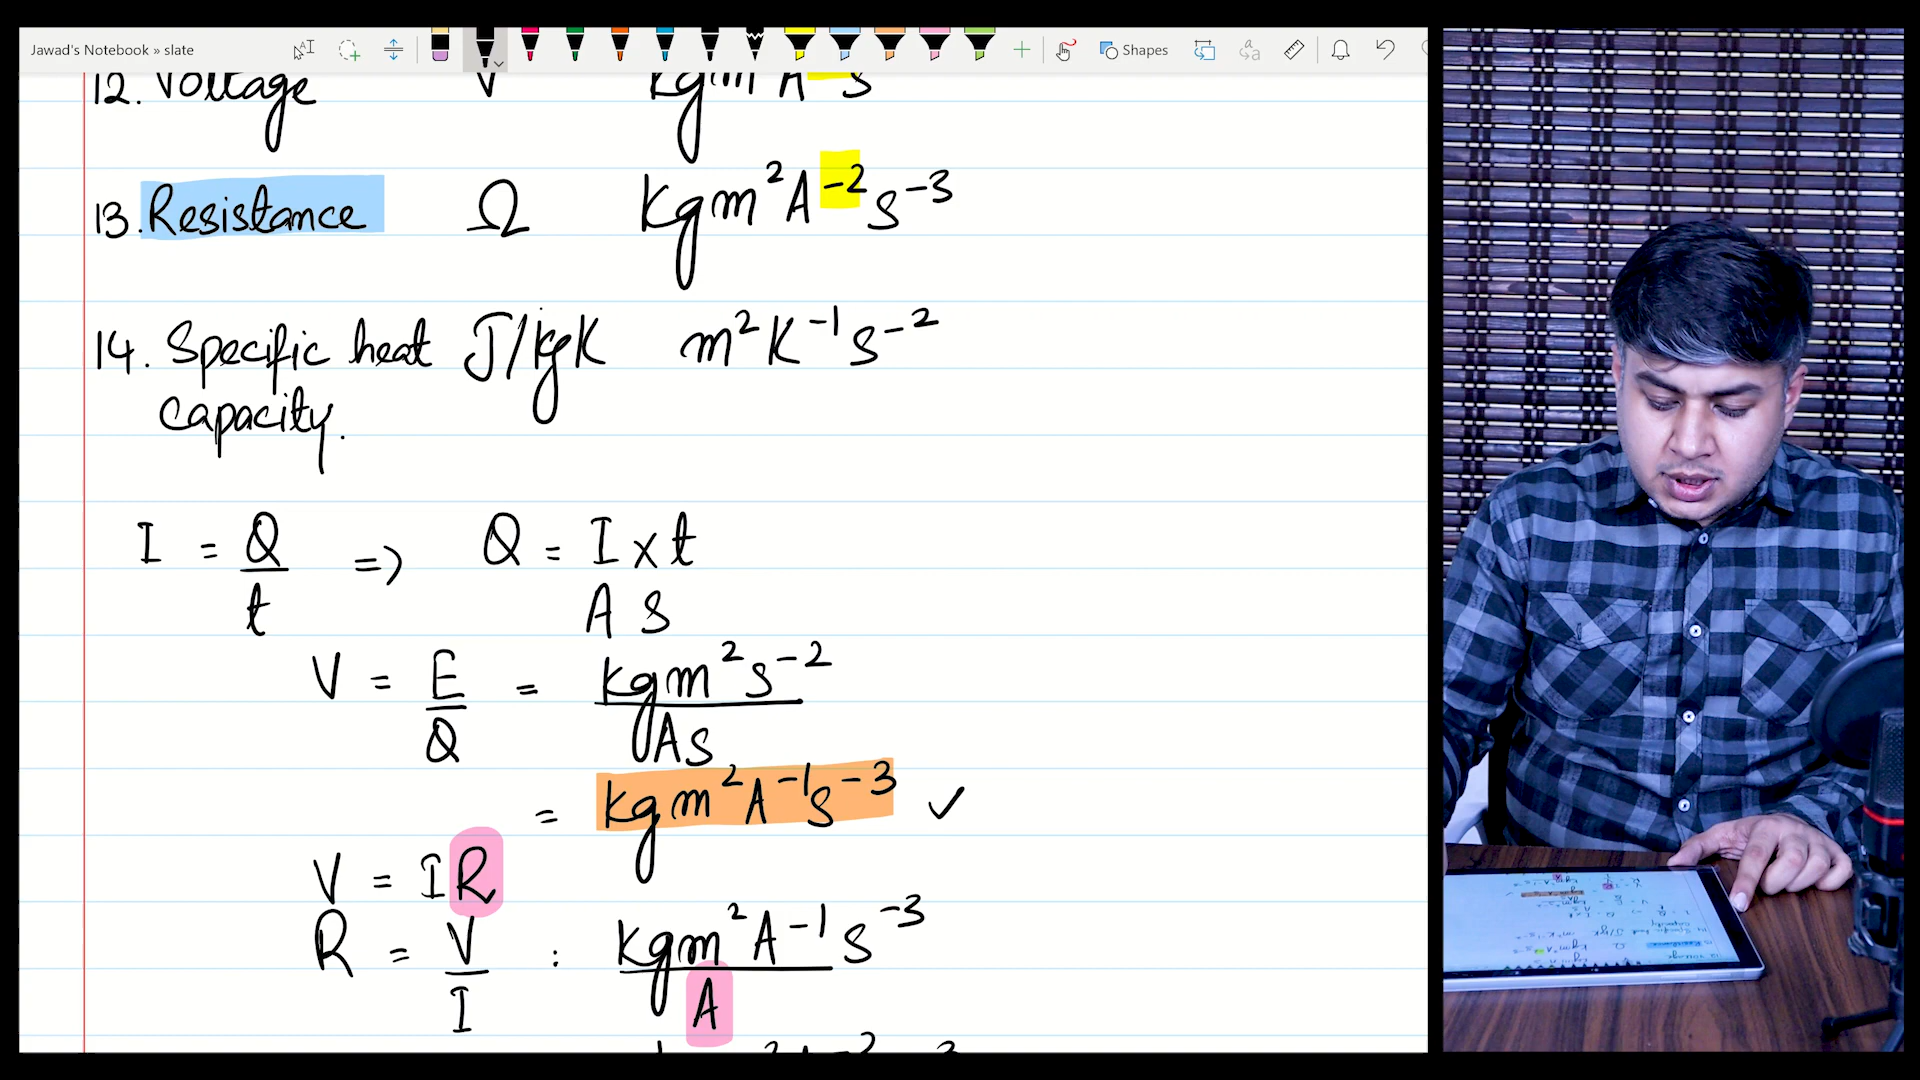 Jawad's Notebook » slate
Shapes
12. Voltage V kgm A s
13. Resistance Ω kgm²A⁻²s⁻³
14. Specific heat J/kgK m²K⁻¹s⁻²
capacity.
I = Q/t => Q = I x t
A s
V = E/Q = kgm²s⁻²/As
= kgm²A⁻¹s⁻³ ✓
V = IR
R = V/I : kgm²A⁻¹s⁻³/A